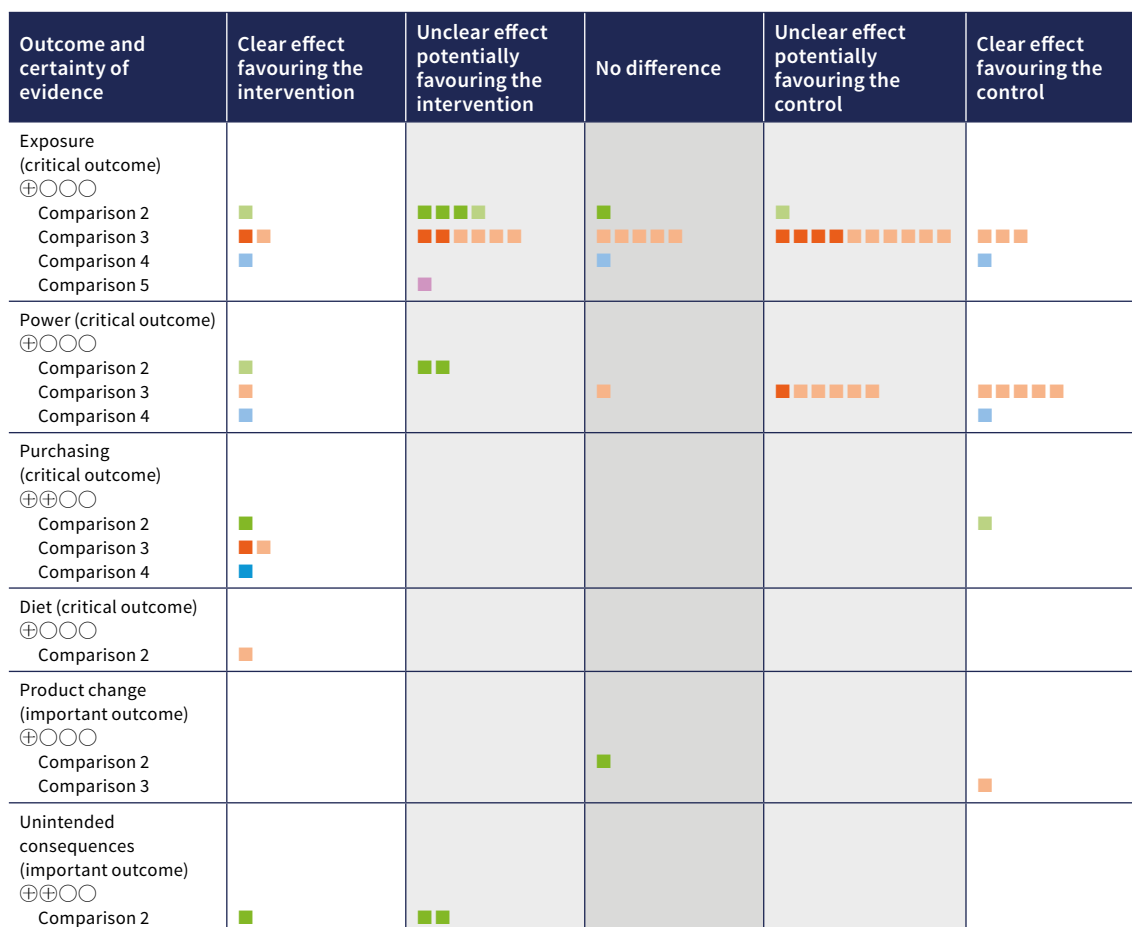 Outcome and
certainty of
evidence
Clear effect
favouring the
intervention
Unclear effect
potentially
favouring the
intervention
No difference
Unclear effect
potentially
favouring the
control
Clear effect
favouring the
control
Exposure
(critical outcome)
⊕○○○
Comparison 2
Comparison 3
Comparison 4
Comparison 5
Power (critical outcome)
⊕○○○
Comparison 2
Comparison 3
Comparison 4
Purchasing
(critical outcome)
⊕⊕○○
Comparison 2
Comparison 3
Comparison 4
Diet (critical outcome)
⊕○○○
Comparison 2
Product change
(important outcome)
⊕○○○
Comparison 2
Comparison 3
Unintended
consequences
(important outcome)
⊕⊕○○
Comparison 2